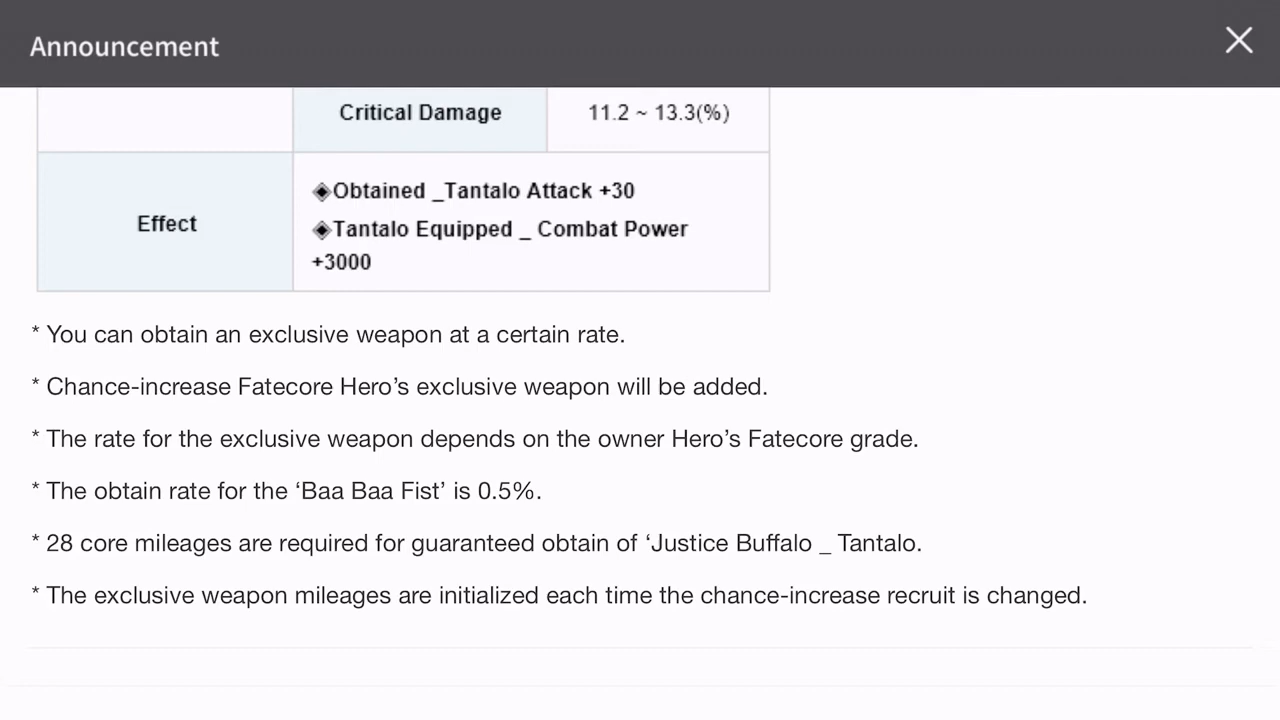 Announcement
Critical Damage 11.2 ~ 13.3(%)
Effect
◈Obtained _Tantalo Attack +30
◈Tantalo Equipped _ Combat Power
+3000
* You can obtain an exclusive weapon at a certain rate.
* Chance-increase Fatecore Hero’s exclusive weapon will be added.
* The rate for the exclusive weapon depends on the owner Hero’s Fatecore grade.
* The obtain rate for the ‘Baa Baa Fist’ is 0.5%.
* 28 core mileages are required for guaranteed obtain of ‘Justice Buffalo _ Tantalo.
* The exclusive weapon mileages are initialized each time the chance-increase recruit is changed.